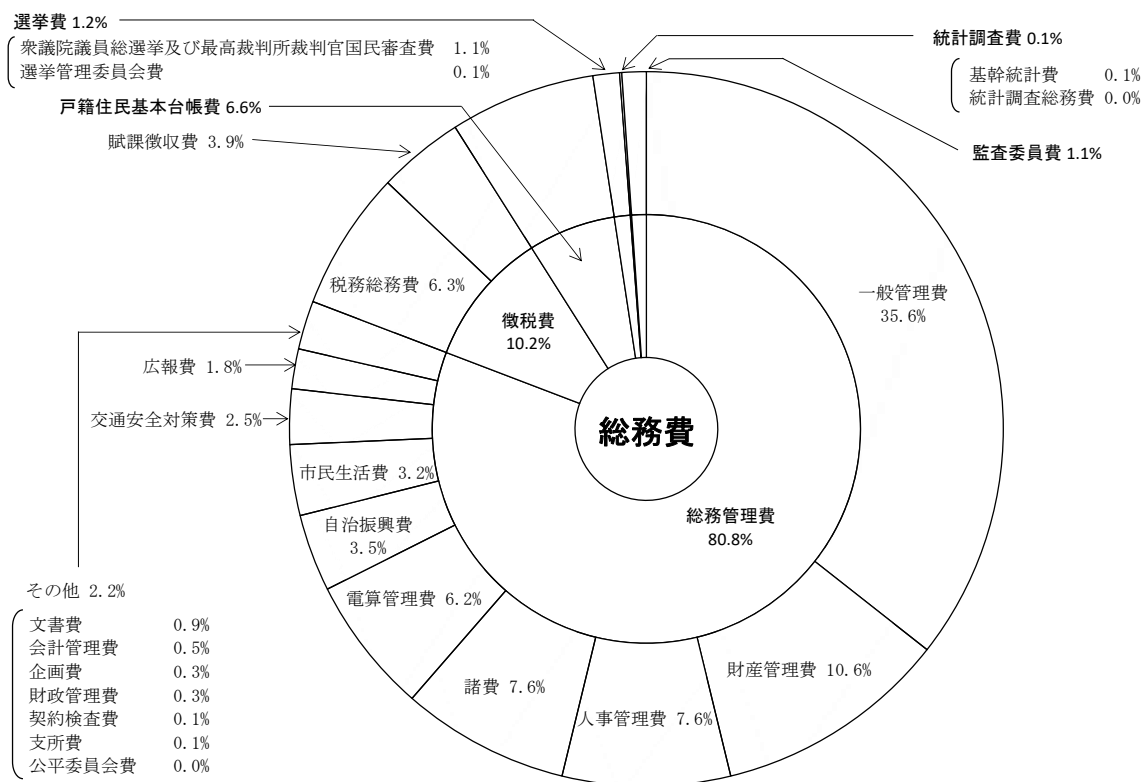 選挙費 1.2%
衆議院議員総選挙及び最高裁判所裁判官国民審査費 1.1%
選挙管理委員会費 0.1%
統計調査費 0.1%
基幹統計費 0.1%
統計調査総務費 0.0%
戸籍住民基本台帳費 6.6%
賦課徴収費 3.9%
監査委員費 1.1%
税務総務費 6.3%
一般管理費
35.6%
徴税費
10.2%
広報費 1.8%
交通安全対策費 2.5%
総務費
市民生活費 3.2%
総務管理費
80.8%
自治振興費
3.5%
その他 2.2%
文書費 0.9%
会計管理費 0.5%
企画費 0.3%
財政管理費 0.3%
契約検査費 0.1%
支所費 0.1%
公平委員会費 0.0%
電算管理費 6.2%
諸費 7.6%
人事管理費 7.6%
財産管理費 10.6%